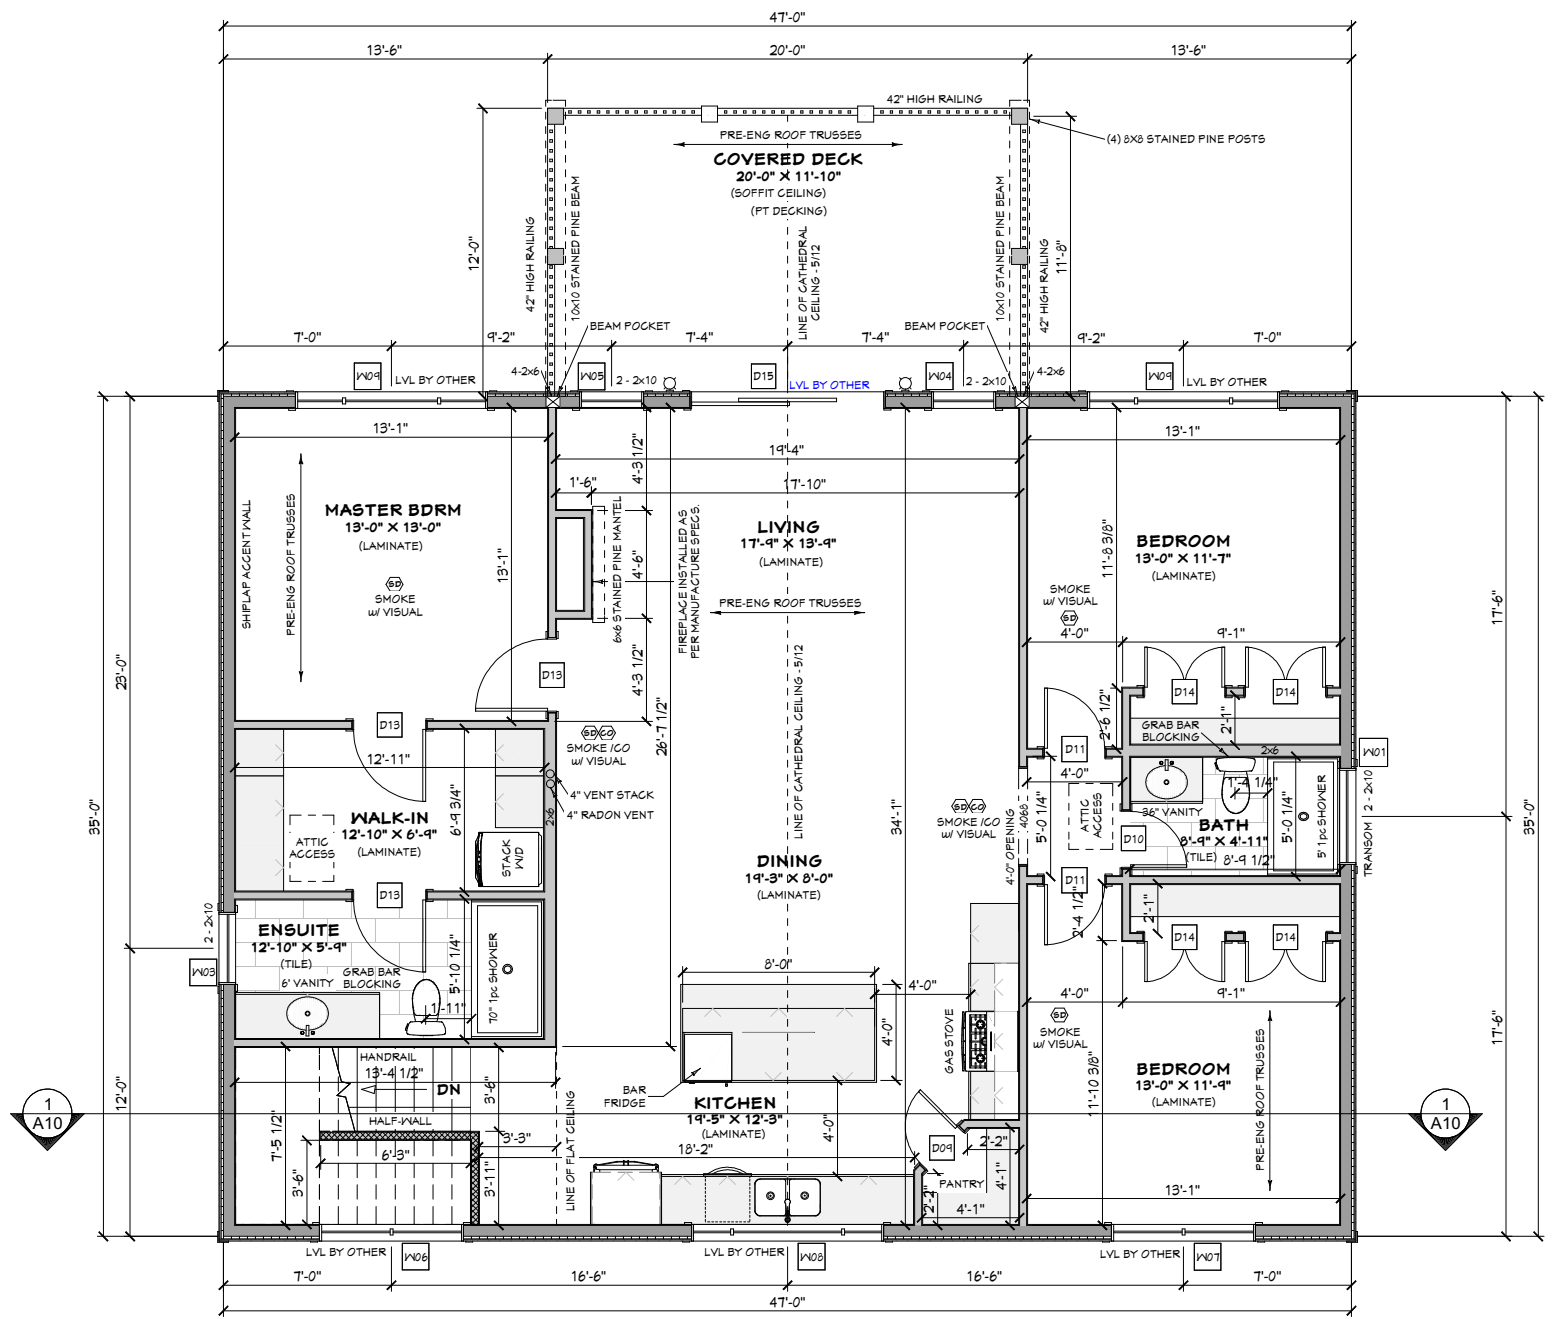 47'-0"
13'-6"
20'-0"
13'-6"
42" HIGH RAILING
PRE-ENG ROOF TRUSSES
(4) 8X8 STAINED PINE POSTS
COVERED DECK
20'-0" X 11'-10"
(SOFFIT CEILING)
(PT DECKING)
12'-0"
42" HIGH RAILING
10x10 STAINED PINE BEAM
LINE OF CATHEDRAL
CEILING - 5/12
10x10 STAINED PINE BEAM
42" HIGH RAILING
11'-8"
BEAM POCKET
BEAM POCKET
7'-0"
9'-2"
7'-4"
7'-4"
9'-2"
7'-0"
W09
LVL BY OTHER
4-2x6
W05
2 - 2x10
D15
LVL BY OTHER
W04
2 - 2x10
4-2x6
W09
LVL BY OTHER
13'-1"
19'-4"
13'-1"
4'-3 1/2"
1'-6"
17'-10"
SHIPLAP ACCENT WALL
PRE-ENG ROOF TRUSSES
MASTER BDRM
13'-0" X 13'-0"
(LAMINATE)
SD
SMOKE
w/ VISUAL
13'-1"
6x6 STAINED PINE MANTEL
4'-6"
FIREPLACE INSTALLED AS
PER MANUFACTURE SPECS.
LIVING
17'-9" X 13'-9"
(LAMINATE)
PRE-ENG ROOF TRUSSES
11'-8 3/8"
BEDROOM
13'-0" X 11'-7"
(LAMINATE)
SMOKE
w/ VISUAL
SD
4'-0"
9'-1"
17'-6"
23'-0"
35'-0"
4'-3 1/2"
D13
26'-7 1/2"
LINE OF CATHEDRAL CEILING - 5/12
D14
D14
2'-6 1/2"
2'-1"
GRAB BAR
BLOCKING
D13
SD CO
SMOKE /CO
w/ VISUAL
D11
2x6
W01
12'-11"
4'-0"
1'-4 1/4"
4" VENT STACK
4" RADON VENT
2x6
6'-9 3/4"
WALK-IN
12'-10" X 6'-9"
(LAMINATE)
ATTIC
ACCESS
STACK
W/D
34'-1"
SD CO
SMOKE /CO
w/ VISUAL
4068
4'-0" OPENING
5'-0 1/4"
ATTIC
ACCESS
36" VANITY
D10
BATH
8'-9" X 4'-11"
(TILE)
8'-9 1/2"
5'-0 1/4"
5' 1pc SHOWER
TRANSOM 2 - 2x10
35'-0"
DINING
19'-3" X 8'-0"
(LAMINATE)
D13
D11
2'-4 1/2"
2'-1"
2 - 2x10
ENSUITE
12'-10" X 5'-9"
(TILE)
6' VANITY
GRAB BAR
BLOCKING
5'-10 1/4"
70" 1pc SHOWER
1'-11"
W03
D14
D14
8'-0"
4'-0"
4'-0"
9'-1"
GAS STOVE
4'-0"
SD
SMOKE
w/ VISUAL
11'-10 3/8"
PRE-ENG ROOF TRUSSES
17'-6"
HANDRAIL
13'-4 1/2"
DN
HALF-WALL
3'-6"
BAR
FRIDGE
BEDROOM
13'-0" X 11'-9"
(LAMINATE)
12'-0"
1
A10
1
A10
7'-5 1/2"
KITCHEN
19'-5" X 12'-3"
(LAMINATE)
4'-0"
LINE OF FLAT CEILING
3'-3"
18'-2"
D09
2'-2"
6'-3"
3'-6"
3'-11"
PANTRY
4'-1"
2'-2"
4'-1"
13'-1"
LVL BY OTHER
W06
LVL BY OTHER
W08
LVL BY OTHER
W07
7'-0"
16'-6"
16'-6"
7'-0"
47'-0"